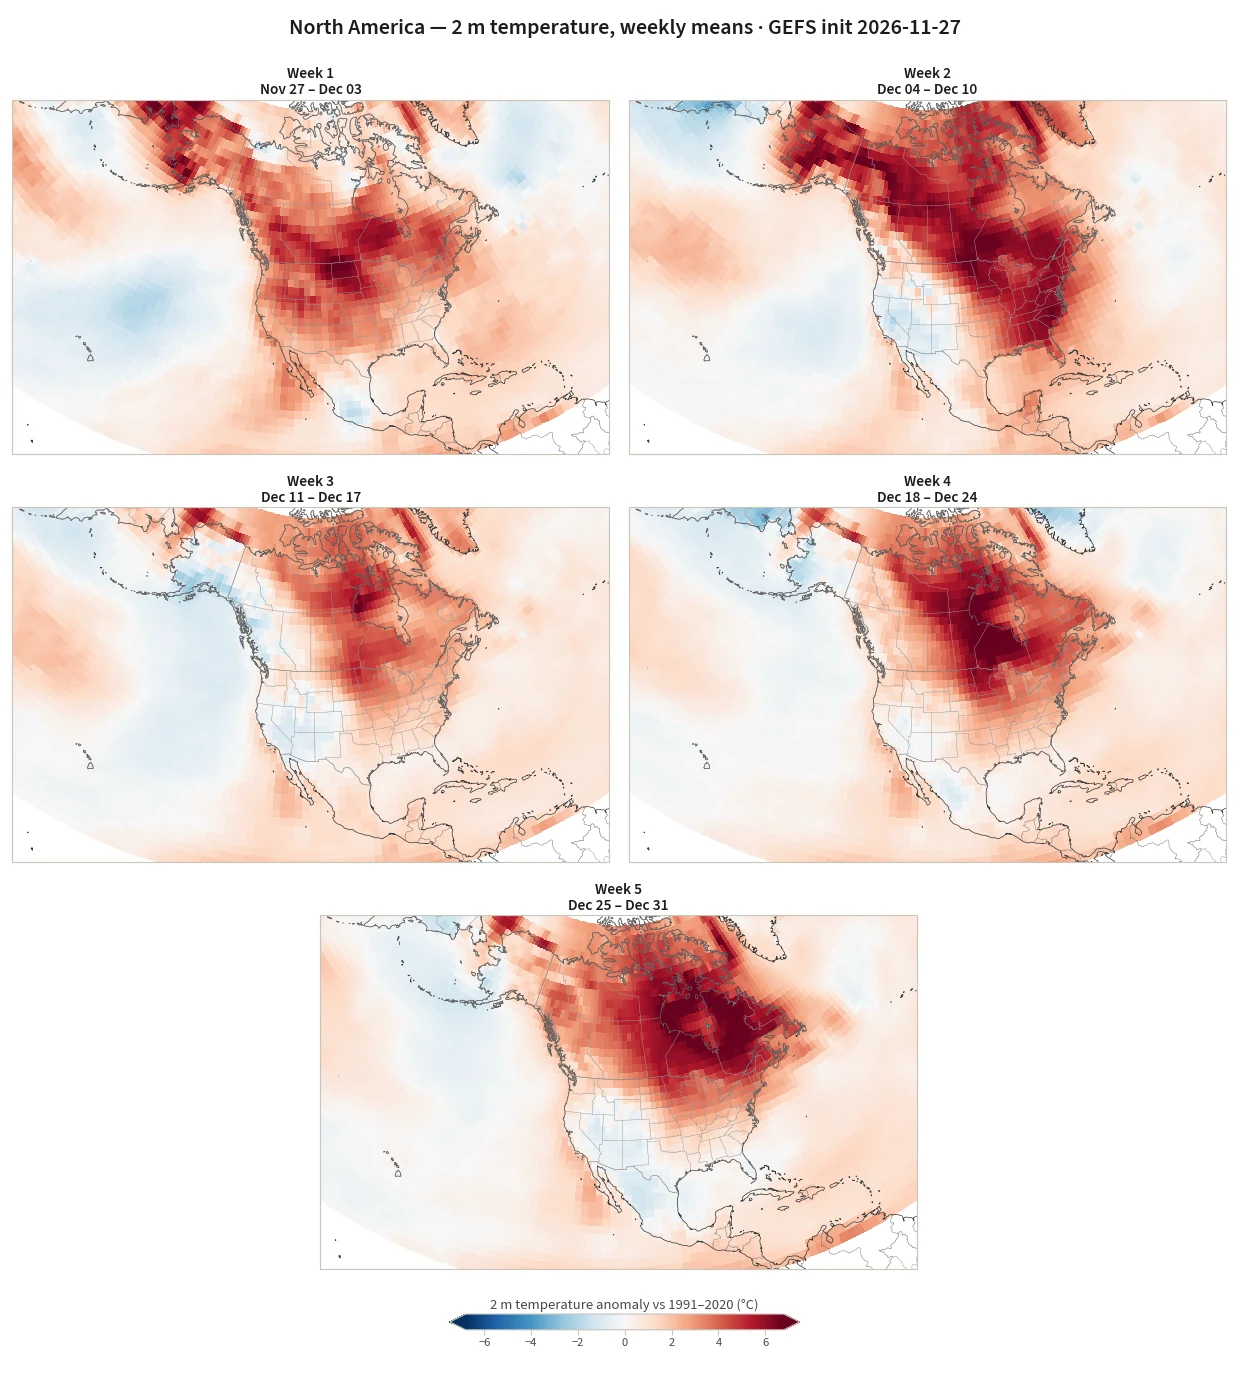 North America — 2 m temperature, weekly means · GEFS init 2026-11-27
Week 1
Nov 27 – Dec 03
Week 2
Dec 04 – Dec 10
Week 3
Dec 11 – Dec 17
Week 4
Dec 18 – Dec 24
Week 5
Dec 25 – Dec 31
2 m temperature anomaly vs 1991–2020 (°C)
−6 −4 −2 0 2 4 6